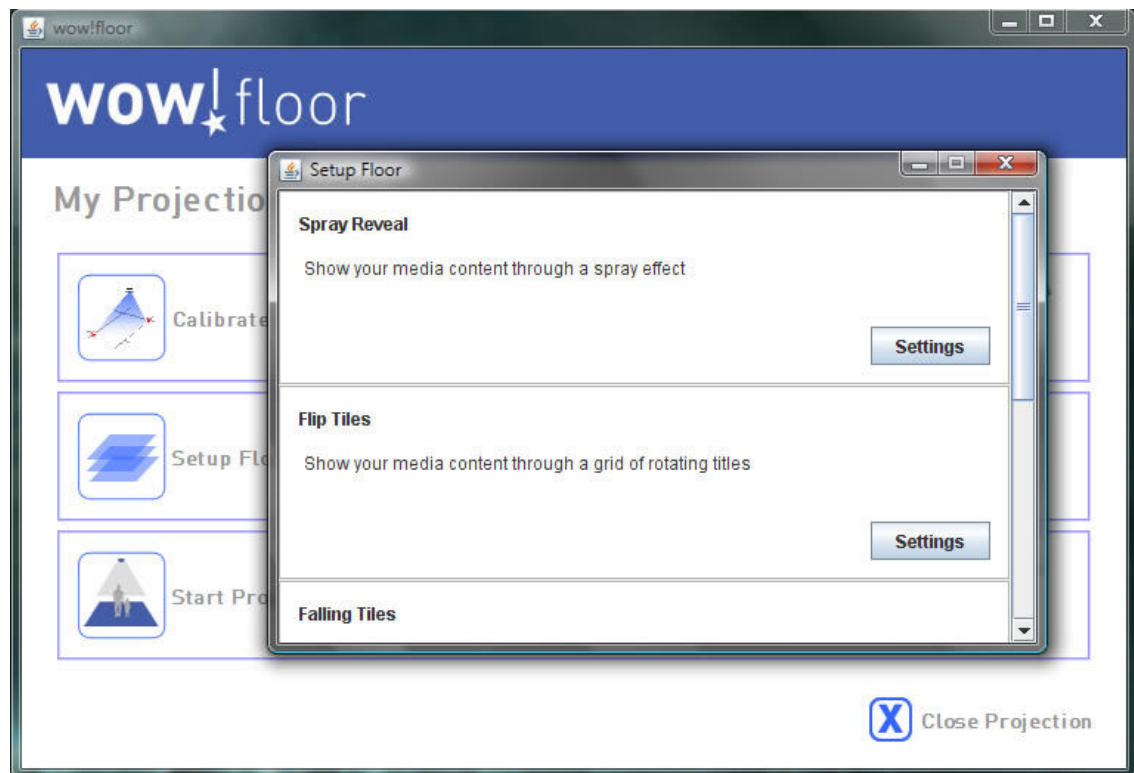 wow!floor
wow!floor
Setup Floor
My Projectio
Spray Reveal
Show your media content through a spray effect
Calibrate
Settings
Flip Tiles
Setup Flo
Show your media content through a grid of rotating titles
Settings
Start Pro
Falling Tiles
X Close Projection